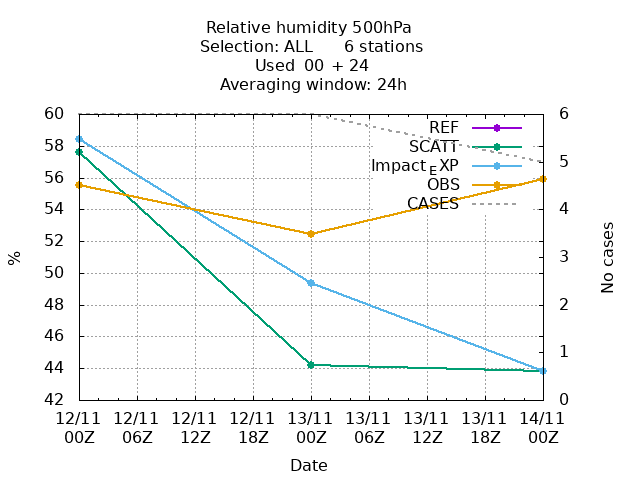 Relative humidity 500hPa
Selection: ALL 6 stations
Used 00 + 24
Averaging window: 24h
60 6
58
56 5
54 4
52
50 3
48 2
46
44 1
42 0
REF
SCATT
Impact_EXP
OBS
CASES
%
No cases
12/11 12/11 12/11 12/11 13/11 13/11 13/11 13/11 14/11
00Z 06Z 12Z 18Z 00Z 06Z 12Z 18Z 00Z
Date